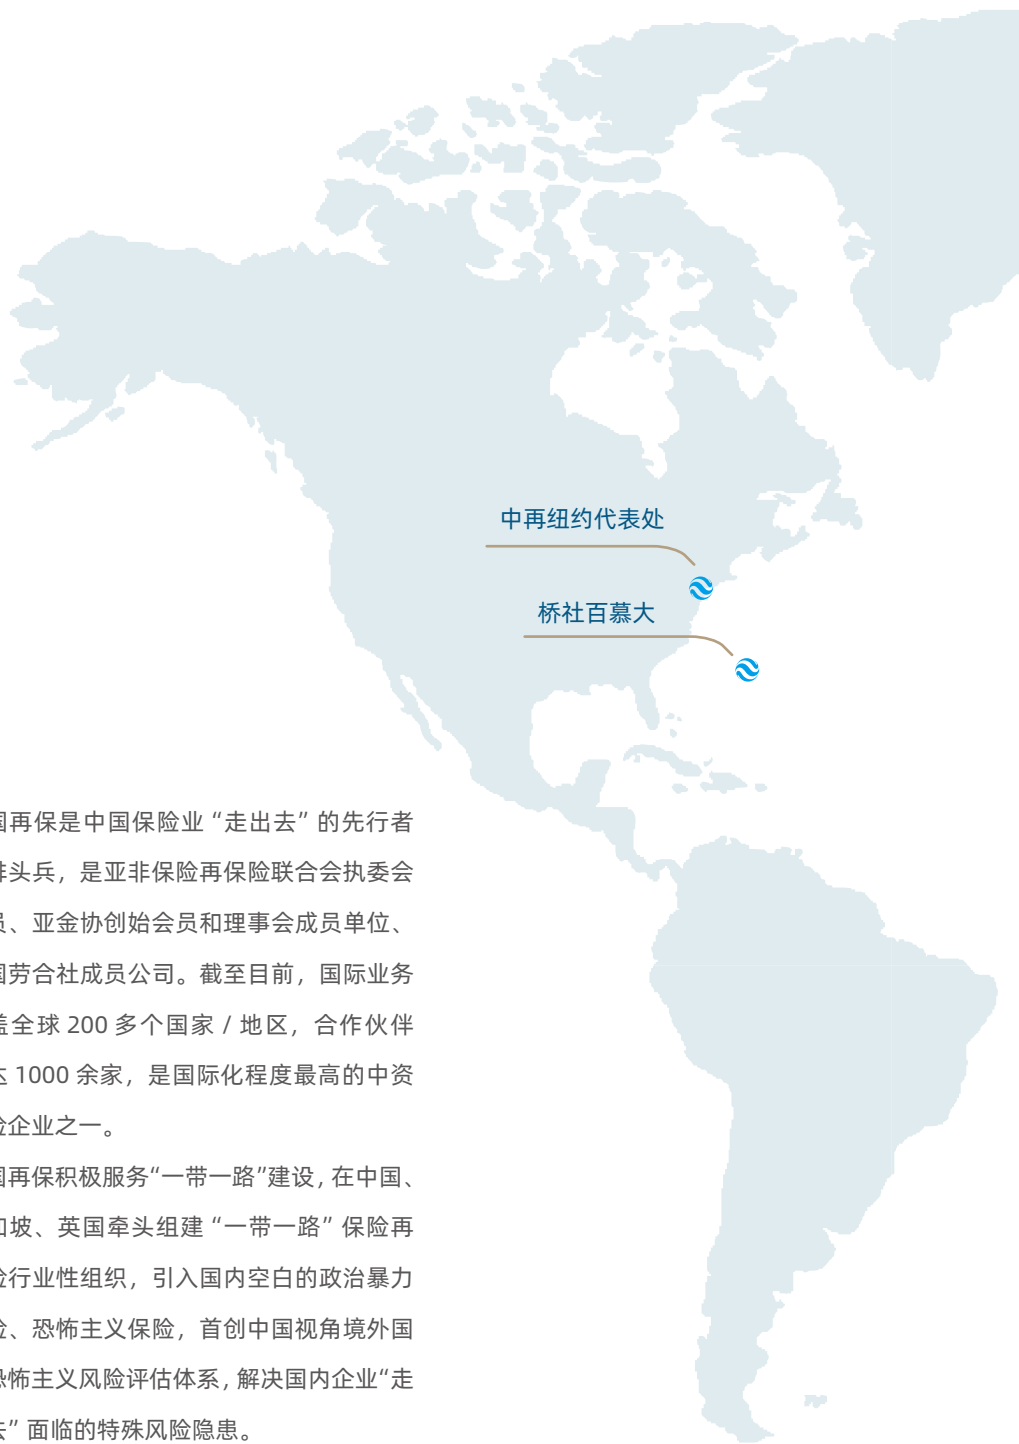 中再纽约代表处
桥社百慕大
国再保是中国保险业“走出去”的先行者
排头兵，是亚非保险再保险联合会执委会
员、亚金协创始会员和理事会成员单位、
国劳合社成员公司。截至目前，国际业务
盖全球 200 多个国家 / 地区，合作伙伴
达 1000 余家，是国际化程度最高的中资
险企业之一。
国再保积极服务“一带一路”建设，在中国、
加坡、英国牵头组建“一带一路”保险再
险行业性组织，引入国内空白的政治暴力
险、恐怖主义保险，首创中国视角境外国
恐怖主义风险评估体系，解决国内企业“走
去”面临的特殊风险隐患。